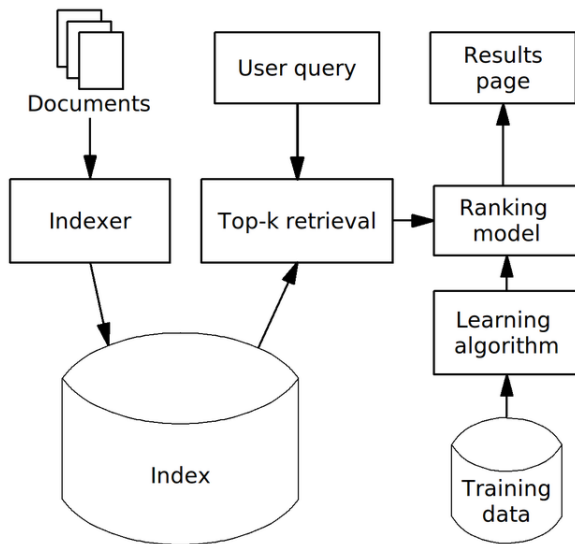 Documents
User query
Results
page
Indexer
Top-k retrieval
Ranking
model
Learning
algorithm
Index
Training
data